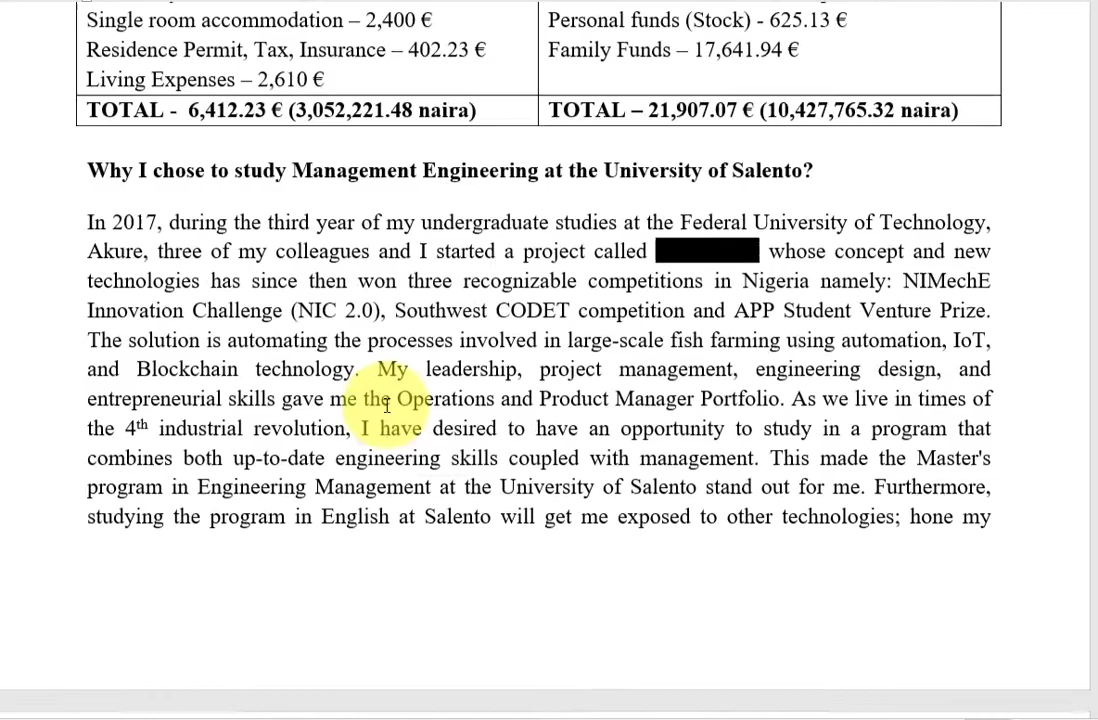 Single room accommodation – 2,400 €
Personal funds (Stock) - 625.13 €
Residence Permit, Tax, Insurance – 402.23 €
Family Funds – 17,641.94 €
Living Expenses – 2,610 €
TOTAL - 6,412.23 € (3,052,221.48 naira)
TOTAL – 21,907.07 € (10,427,765.32 naira)
Why I chose to study Management Engineering at the University of Salento?
In 2017, during the third year of my undergraduate studies at the Federal University of Technology,
Akure, three of my colleagues and I started a project called whose concept and new
technologies has since then won three recognizable competitions in Nigeria namely: NIMechE
Innovation Challenge (NIC 2.0), Southwest CODET competition and APP Student Venture Prize.
The solution is automating the processes involved in large-scale fish farming using automation, IoT,
and Blockchain technology. My leadership, project management, engineering design, and
entrepreneurial skills gave me the Operations and Product Manager Portfolio. As we live in times of
the 4th industrial revolution, I have desired to have an opportunity to study in a program that
combines both up-to-date engineering skills coupled with management. This made the Master's
program in Engineering Management at the University of Salento stand out for me. Furthermore,
studying the program in English at Salento will get me exposed to other technologies; hone my